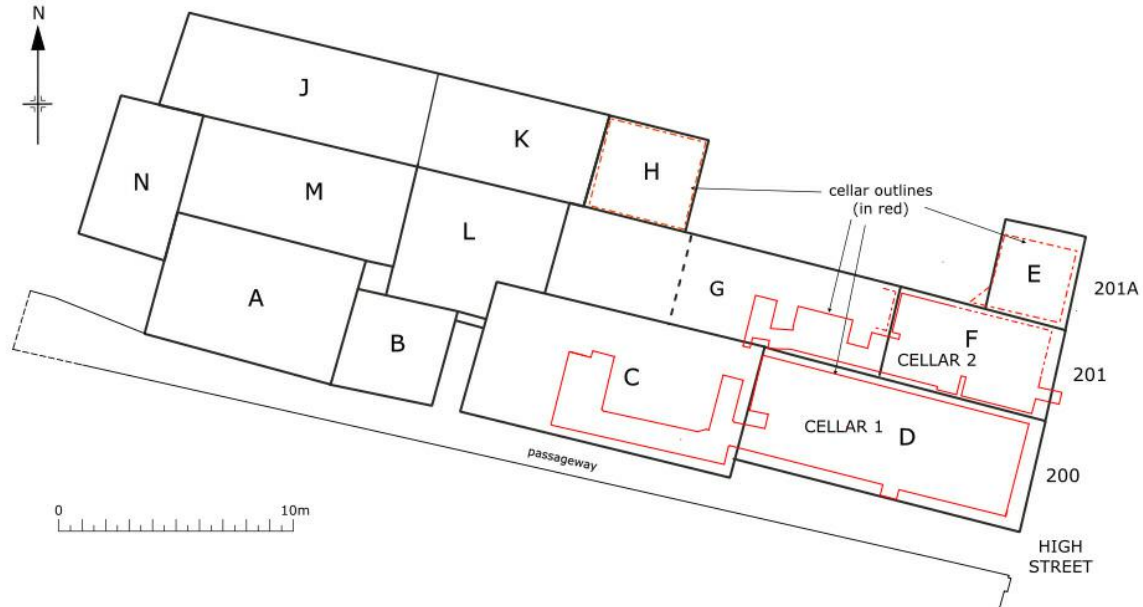 N
J
K
H
N
M
cellar outlines
(in red)
L
E
201A
A
G
F
B
CELLAR 2
201
C
CELLAR 1
D
passageway
200
0
10m
HIGH
STREET